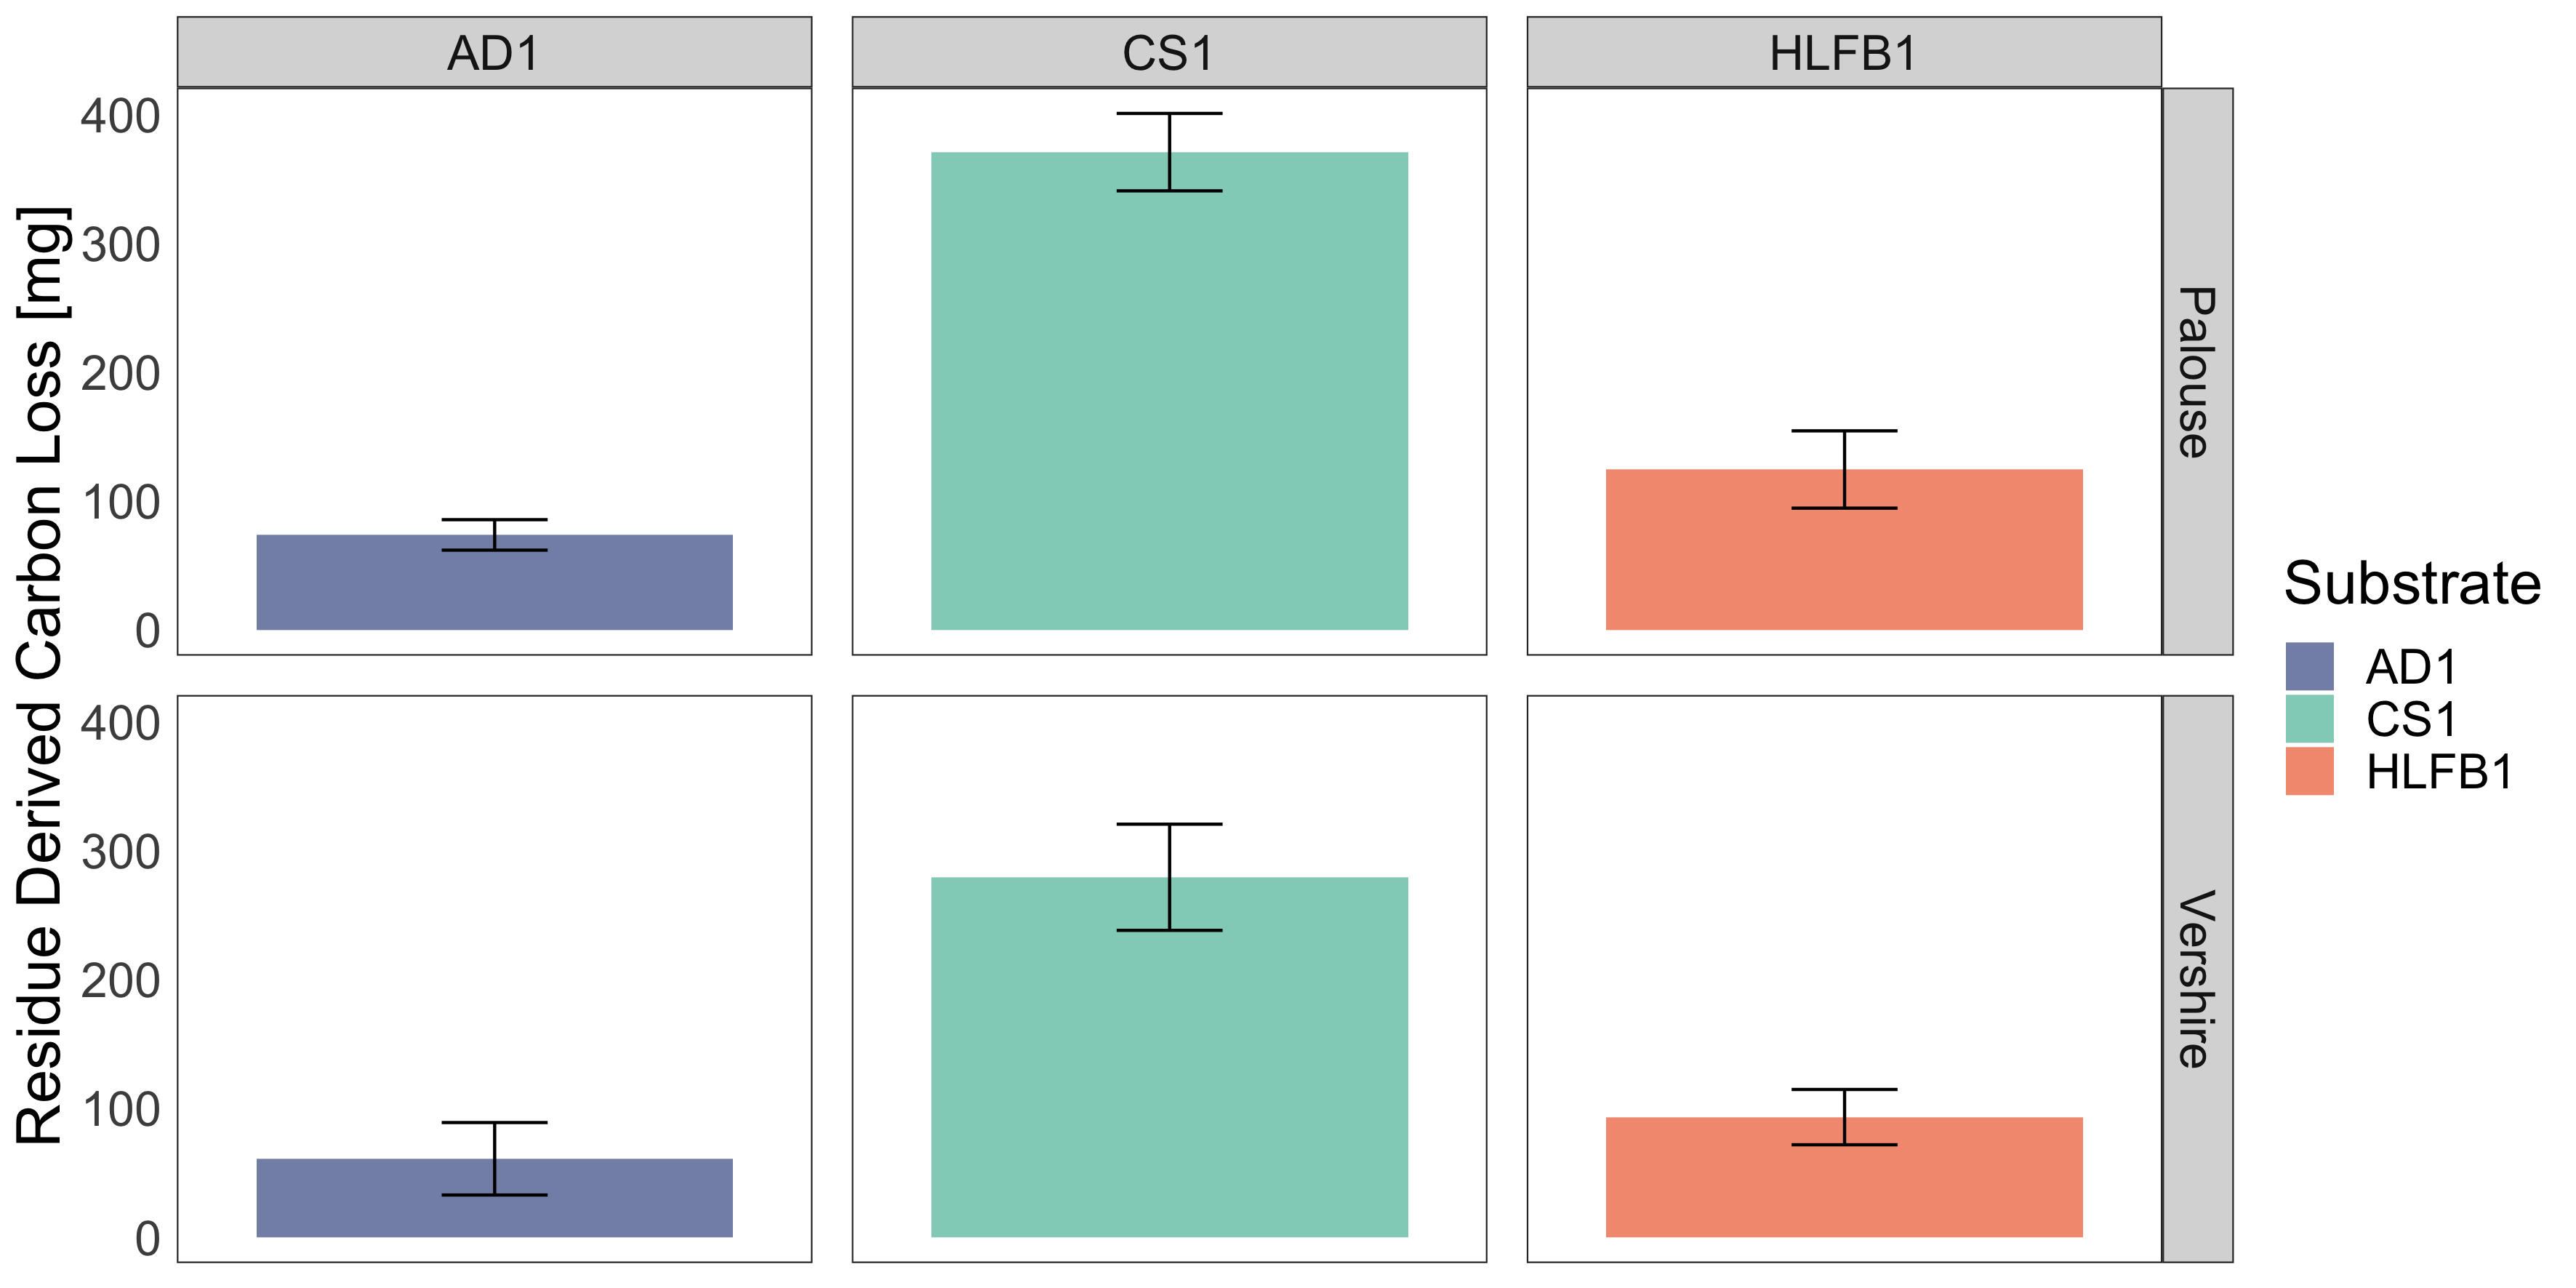 AD1
CS1
HLFB1
Residue Derived Carbon Loss [mg]
400
300
200
100
0
Palouse
400
300
200
100
0
Vershire
Substrate
AD1
CS1
HLFB1